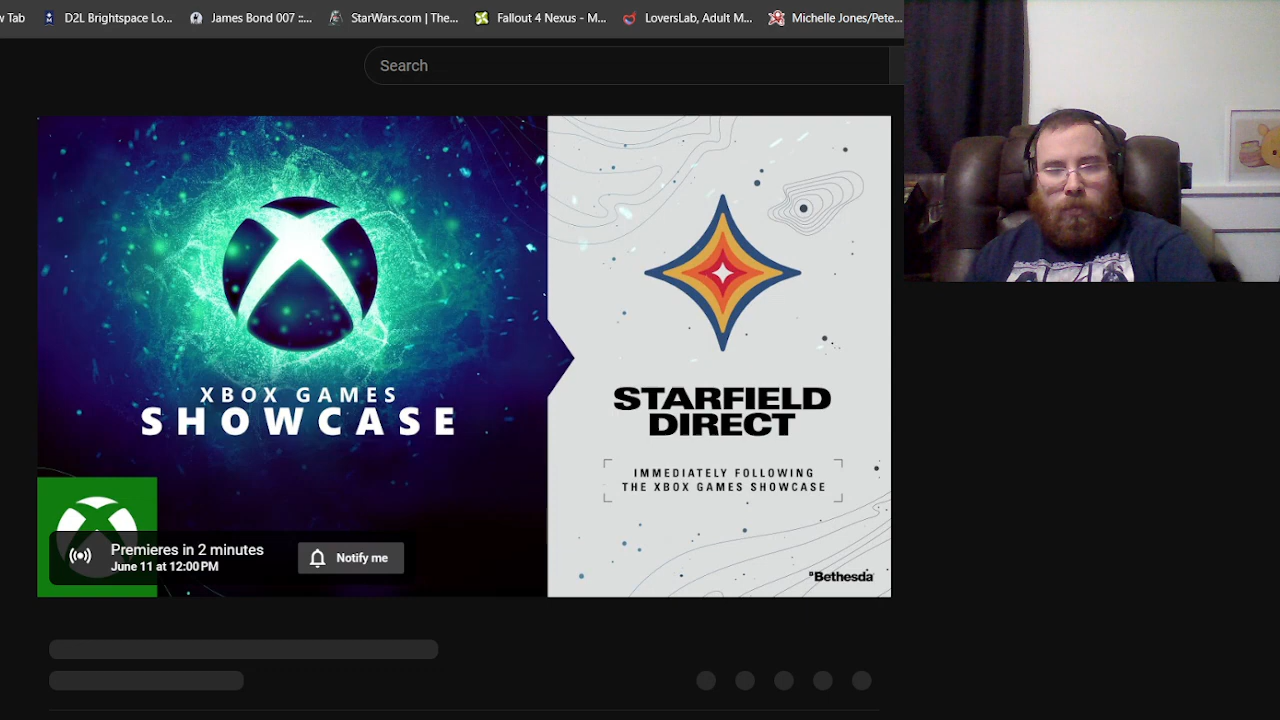 w Tab
D2L Brightspace Lo...
James Bond 007 ::...
StarWars.com | The...
Fallout 4 Nexus - M...
LoversLab, Adult M...
Michelle Jones/Pete...
Search
XBOX GAMES
SHOWCASE
STARFIELD
DIRECT
IMMEDIATELY FOLLOWING
THE XBOX GAMES SHOWCASE
Premieres in 2 minutes
June 11 at 12:00 PM
Notify me
Bethesda